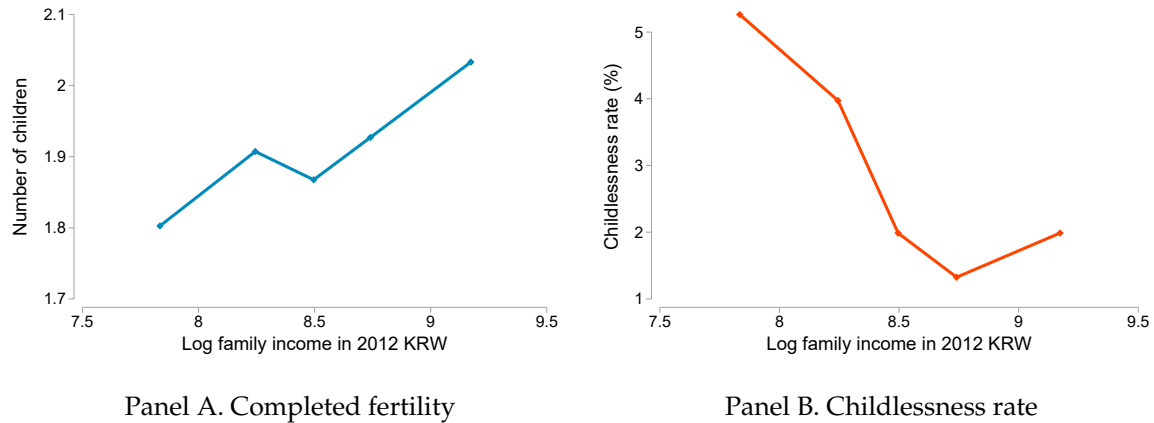 2.1
2
1.9
1.8
1.7
Number of children
7.5 8 8.5 9 9.5
Log family income in 2012 KRW
Panel A. Completed fertility
5
4
3
2
1
Childlessness rate (%)
7.5 8 8.5 9 9.5
Log family income in 2012 KRW
Panel B. Childlessness rate